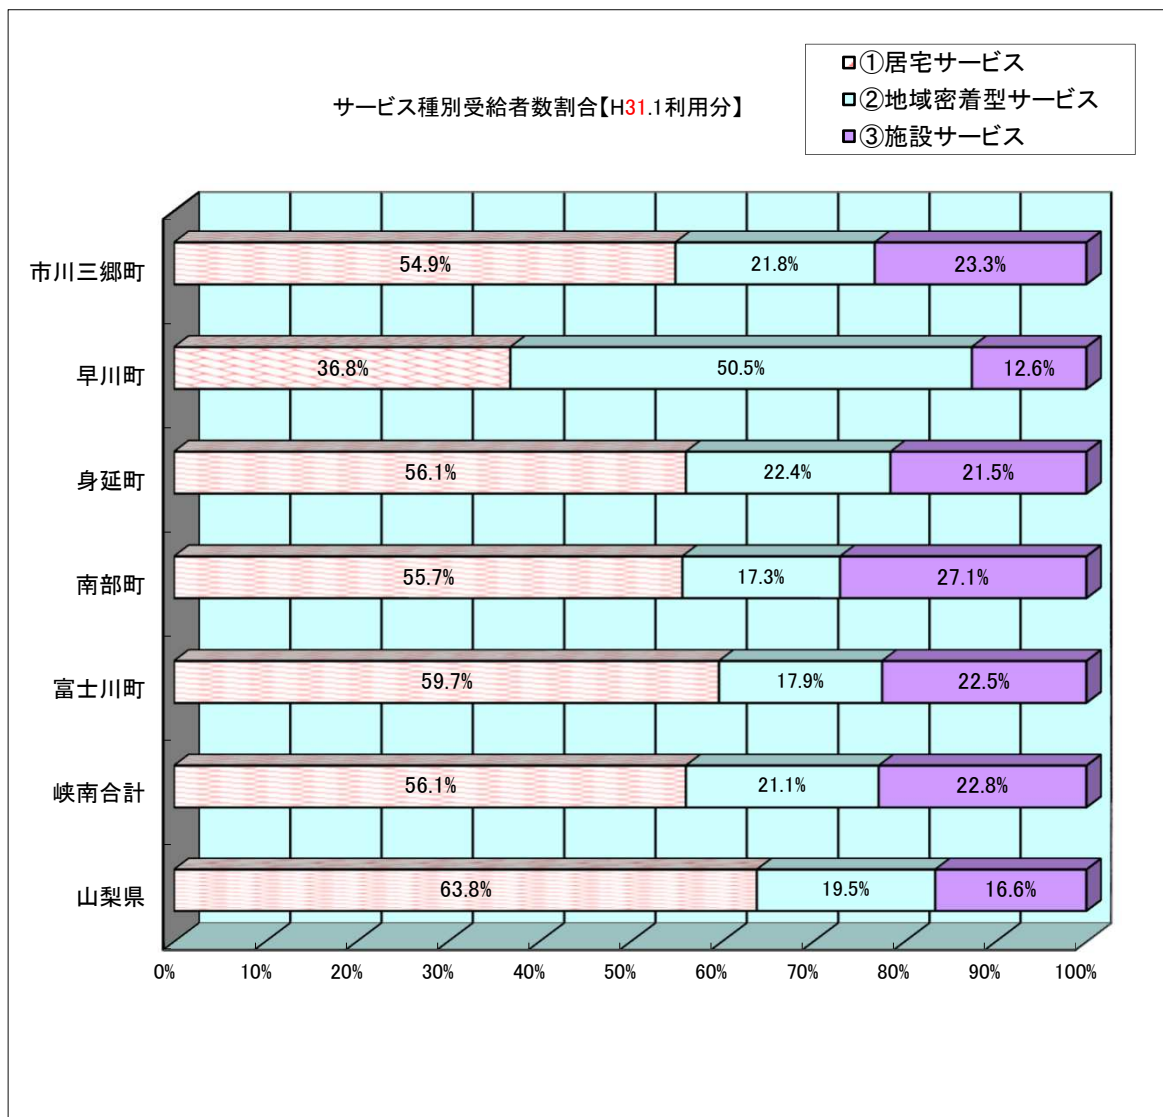 ①居宅サービス
②地域密着型サービス
③施設サービス
サービス種別受給者数割合【H31.1利用分】
市川三郷町 54.9% 21.8% 23.3%
早川町 36.8% 50.5% 12.6%
身延町 56.1% 22.4% 21.5%
南部町 55.7% 17.3% 27.1%
富士川町 59.7% 17.9% 22.5%
峡南合計 56.1% 21.1% 22.8%
山梨県 63.8% 19.5% 16.6%
0% 10% 20% 30% 40% 50% 60% 70% 80% 90% 100%